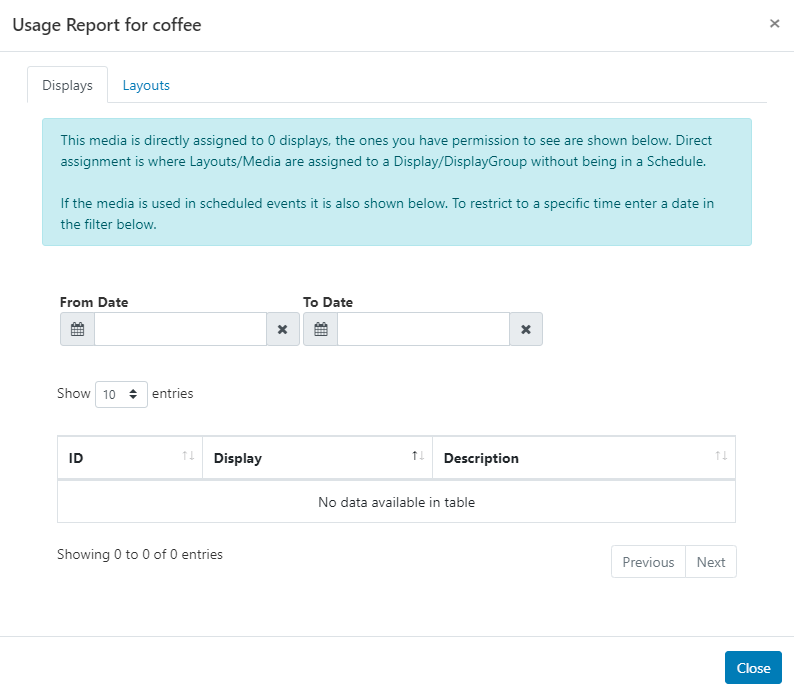 Usage Report for coffee
×
Displays
Layouts
This media is directly assigned to 0 displays, the ones you have permission to see are shown below. Direct
assignment is where Layouts/Media are assigned to a Display/DisplayGroup without being in a Schedule.
If the media is used in scheduled events it is also shown below. To restrict to a specific time enter a date in
the filter below.
From Date
To Date
Show 10 entries
ID
Display
Description
No data available in table
Showing 0 to 0 of 0 entries
Previous
Next
Close